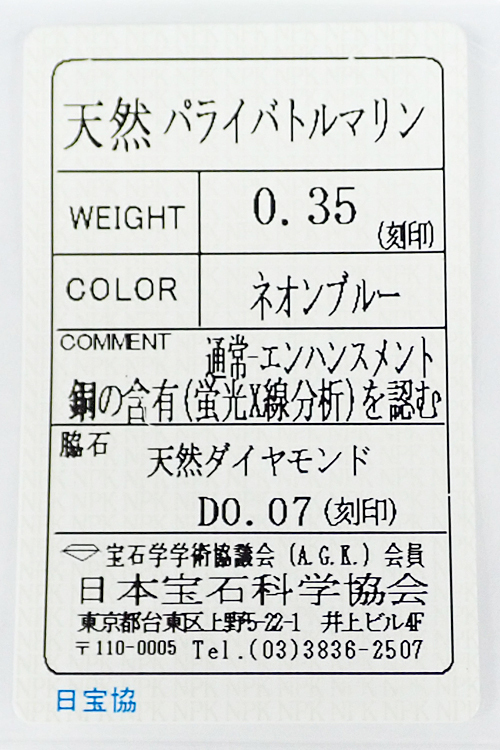 天然 パライバトルマリン
WEIGHT 0.35 (刻印)
COLOR ネオンブルー
COMMENT 通常-エンハンスメント
銅の含有(蛍光X線分析)を認む
脇石 天然ダイヤモンド
D0.07(刻印)
宝石学学術協議会 (A.G.K.) 会員
日本宝石科学協会
東京都台東区上野5-22-1 井上ビル4F
〒110-0005 Tel.(03)3836-2507
日宝協